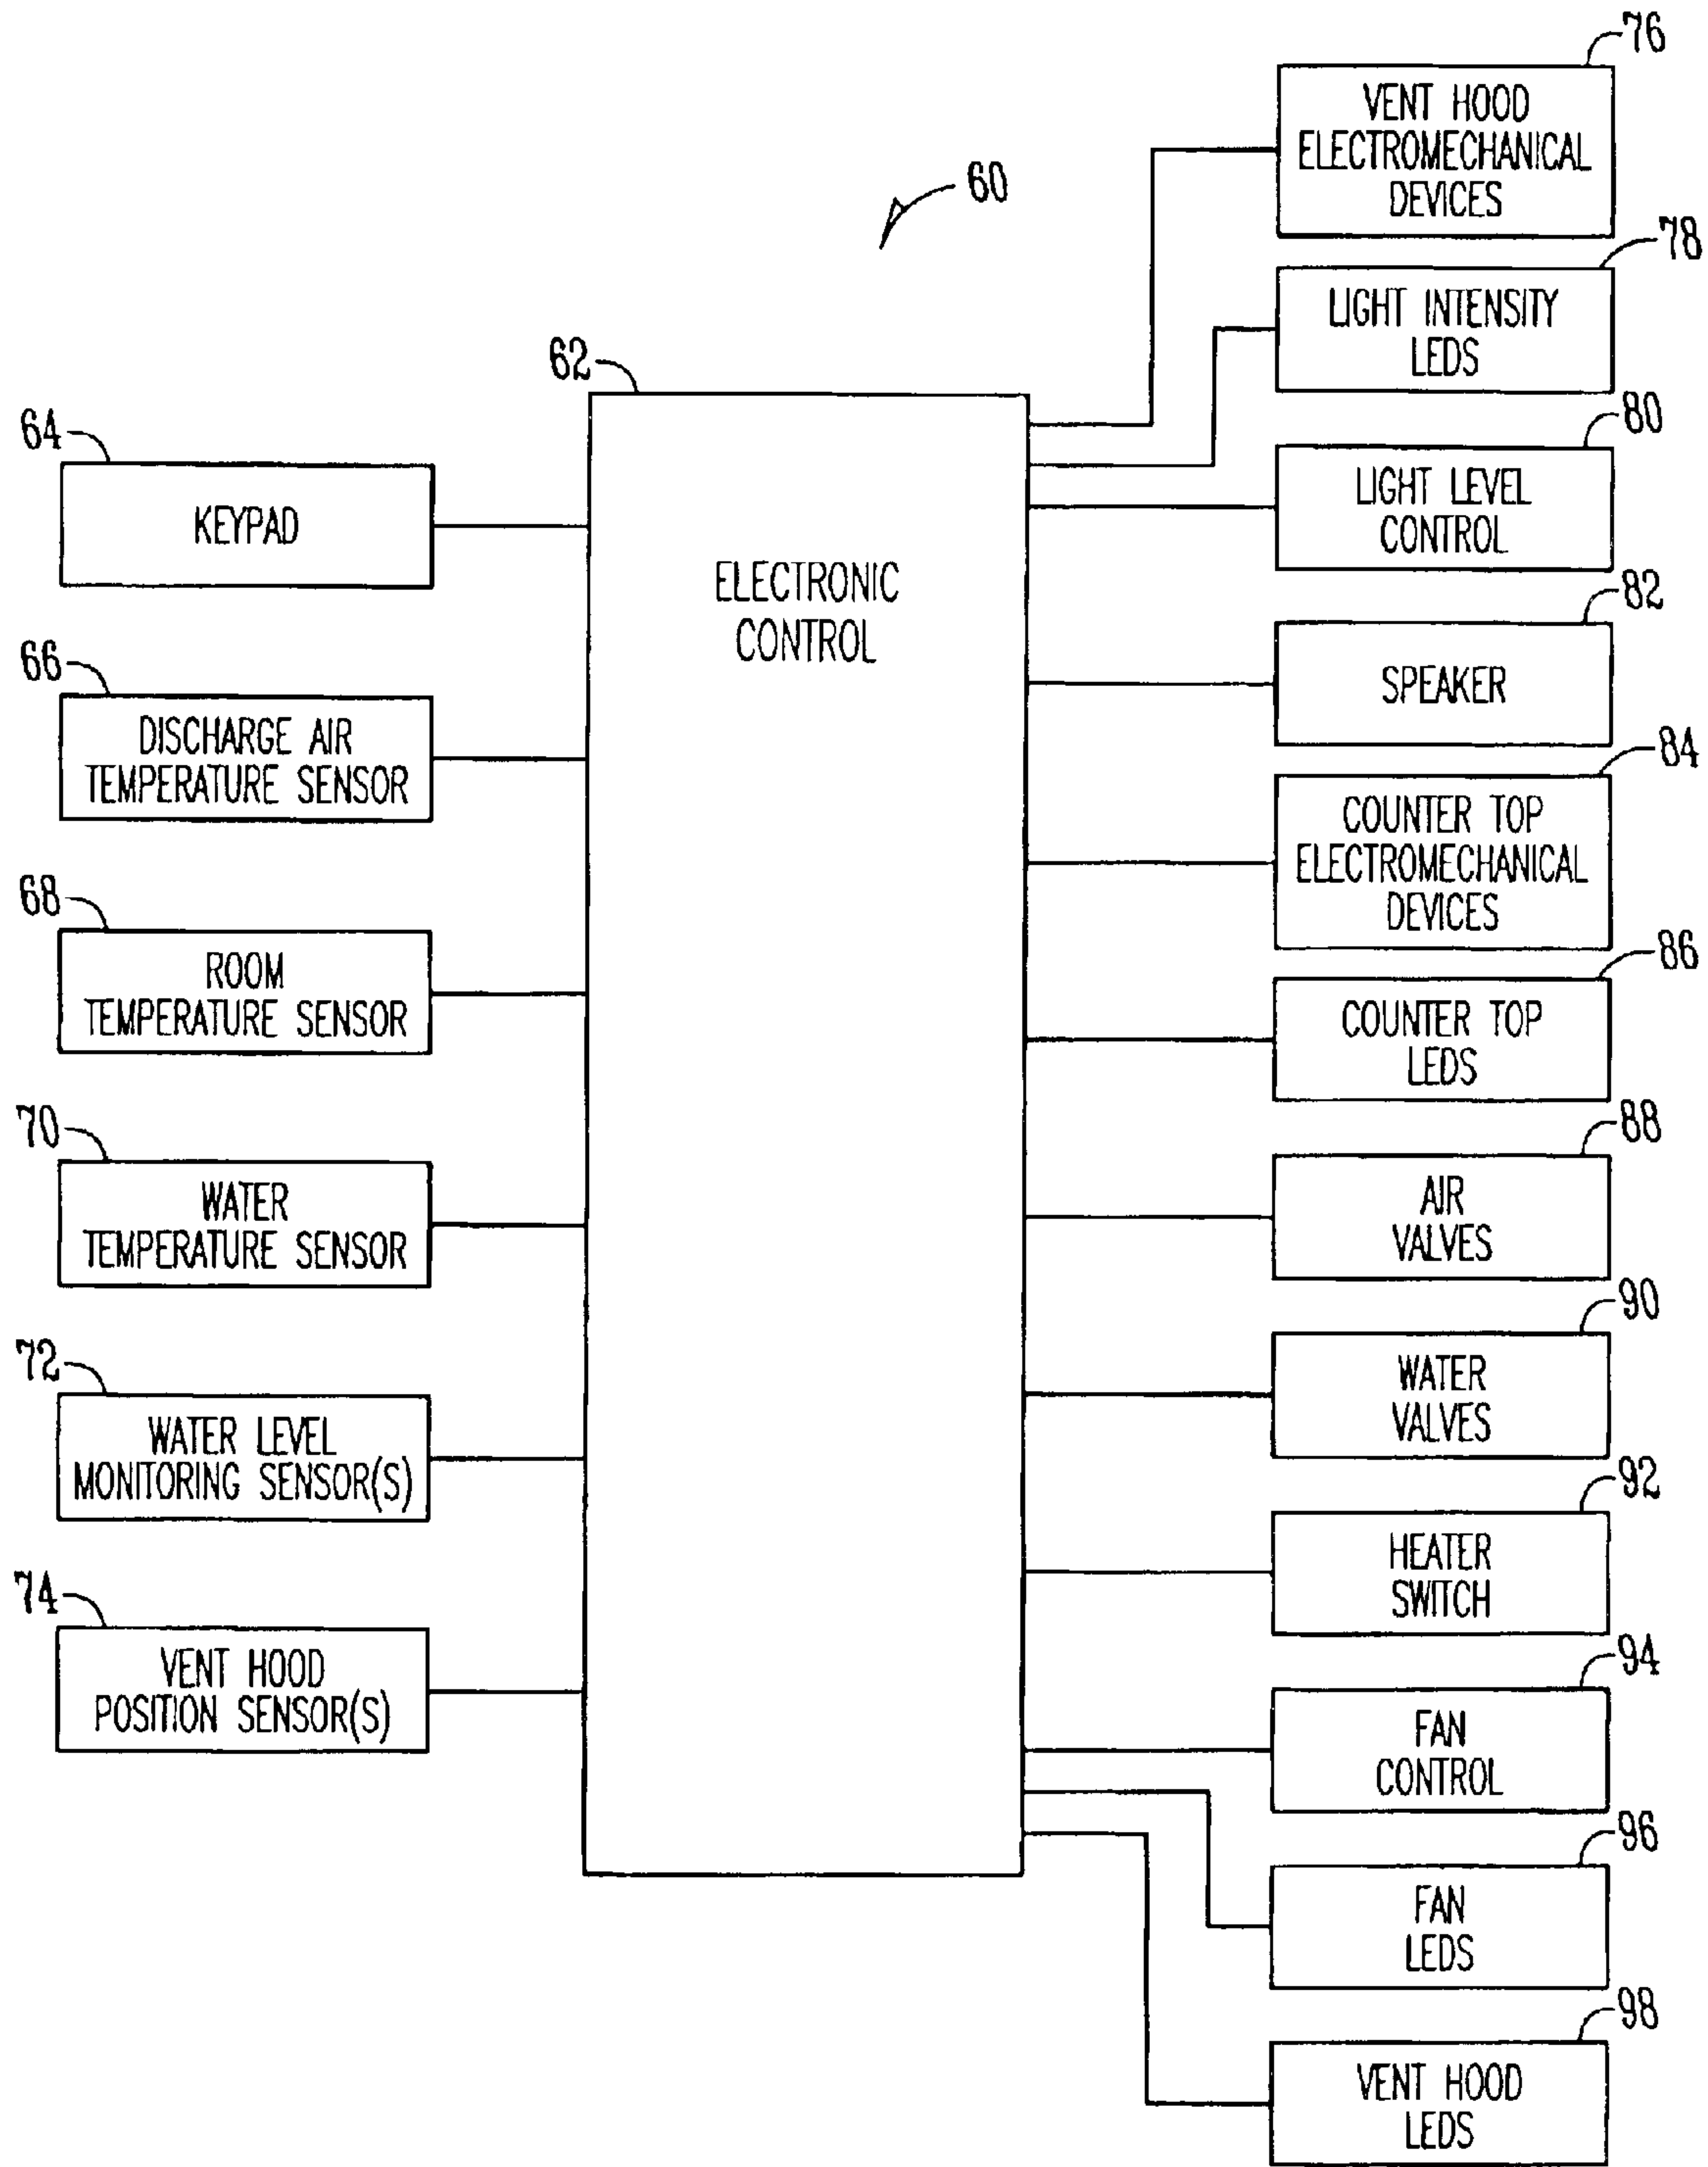 60
62
ELECTRONIC
CONTROL
64
KEYPAD
66
DISCHARGE AIR
TEMPERATURE SENSOR
68
ROOM
TEMPERATURE SENSOR
70
WATER
TEMPERATURE SENSOR
72
WATER LEVEL
MONITORING SENSOR(S)
74
VENT HOOD
POSITION SENSOR(S)
76
VENT HOOD
ELECTROMECHANICAL
DEVICES
78
LIGHT INTENSITY
LEDS
80
LIGHT LEVEL
CONTROL
82
SPEAKER
84
COUNTER TOP
ELECTROMECHANICAL
DEVICES
86
COUNTER TOP
LEDS
88
AIR
VALVES
90
WATER
VALVES
92
HEATER
SWITCH
94
FAN
CONTROL
96
FAN
LEDS
98
VENT HOOD
LEDS